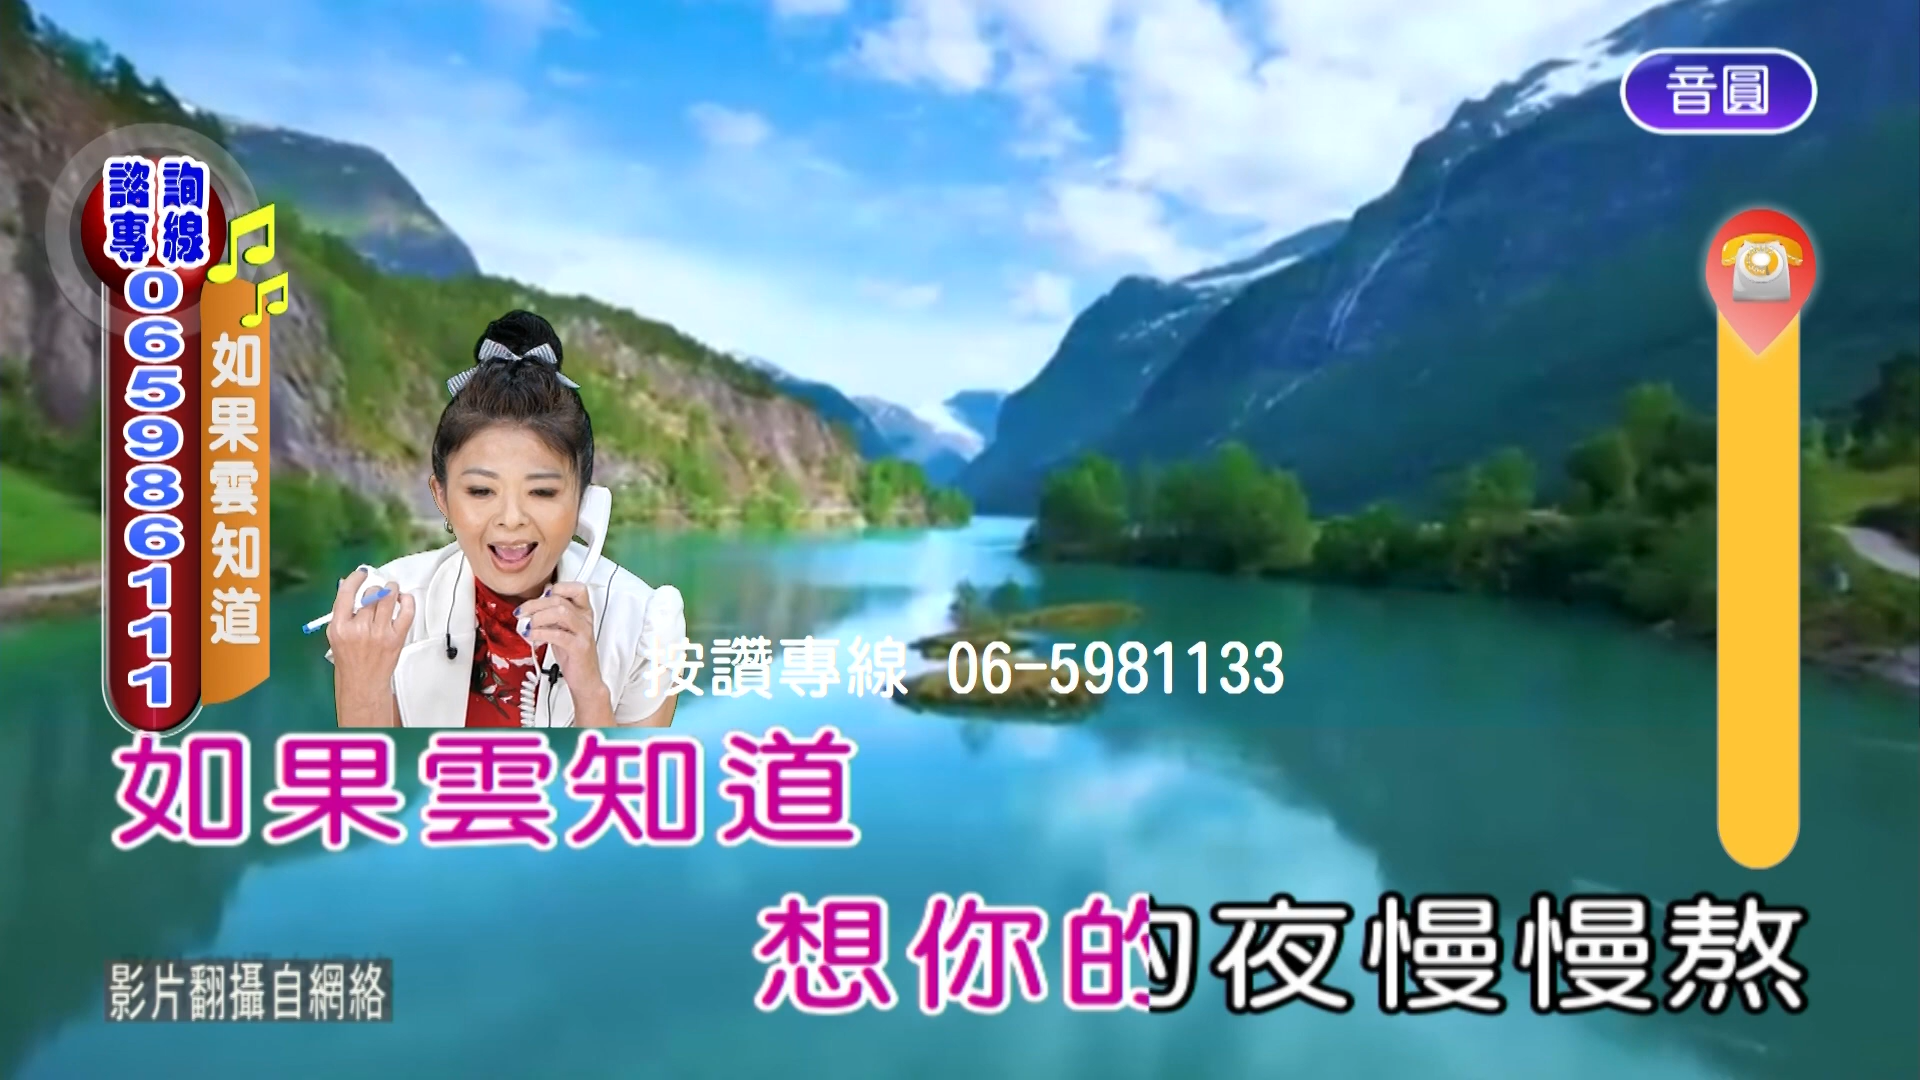 音圓
諮詢
專線
065986111
如果雲知道
按讚專線 06-5981133
如果雲知道
想你的夜慢慢熬
影片翻攝自網絡